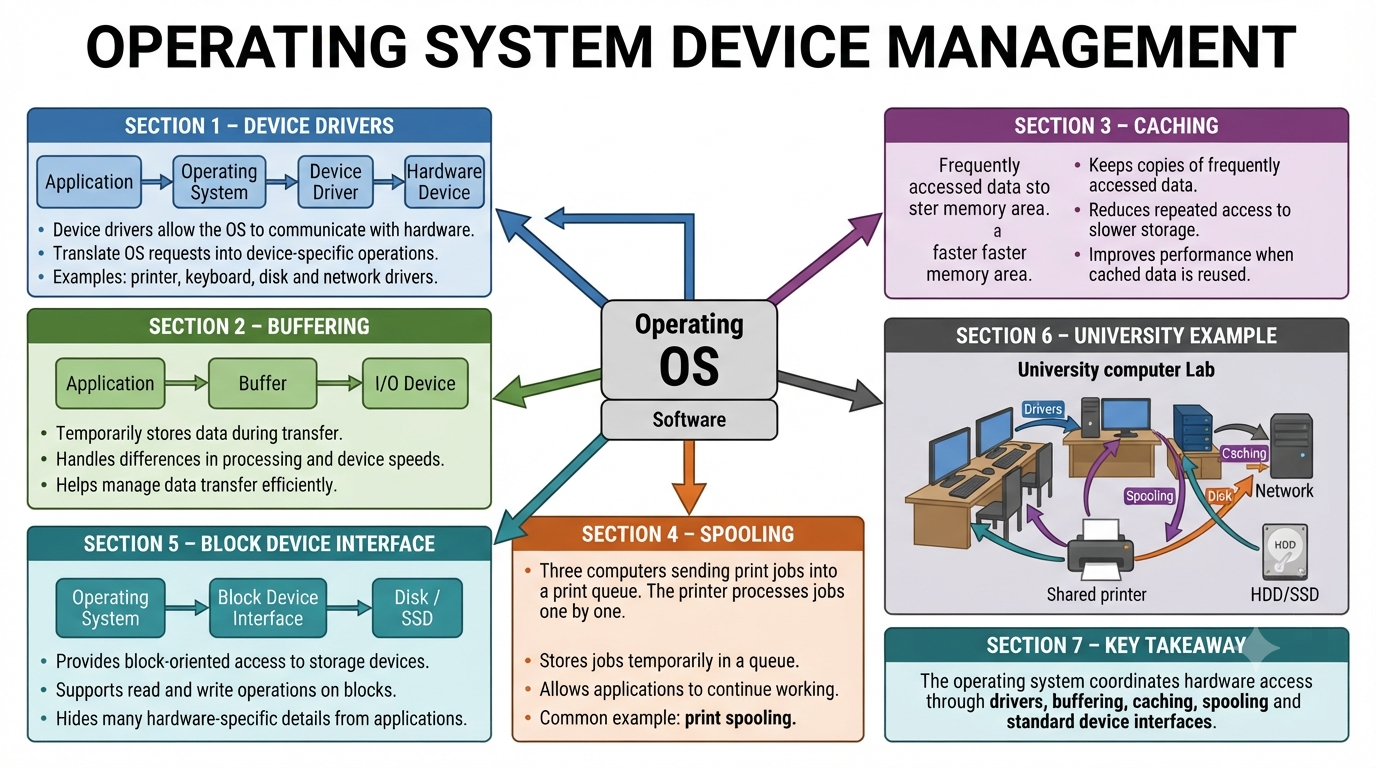 OPERATING SYSTEM DEVICE MANAGEMENT
SECTION 1 – DEVICE DRIVERS
Application
Operating
System
Device
Driver
Hardware
Device
• Device drivers allow the OS to communicate with hardware.
• Translate OS requests into device-specific operations.
• Examples: printer, keyboard, disk and network drivers.
SECTION 2 – BUFFERING
Application
Buffer
I/O Device
• Temporarily stores data during transfer.
• Handles differences in processing and device speeds.
• Helps manage data transfer efficiently.
SECTION 5 – BLOCK DEVICE INTERFACE
Operating
System
Block Device
Interface
Disk /
SSD
• Provides block-oriented access to storage devices.
• Supports read and write operations on blocks.
• Hides many hardware-specific details from applications.
Operating
OS
Software
SECTION 4 – SPOOLING
• Three computers sending print jobs into
a print queue. The printer processes jobs
one by one.
• Stores jobs temporarily in a queue.
• Allows applications to continue working.
• Common example: print spooling.
SECTION 3 – CACHING
Frequently
accessed data sto
ster memory area.
a
faster faster
memory area.
• Keeps copies of frequently
accessed data.
• Reduces repeated access to
slower storage.
• Improves performance when
cached data is reused.
SECTION 6 – UNIVERSITY EXAMPLE
University computer Lab
Drivers
Csching
Spooling
Disk
Network
HDD
Shared printer
HDD/SSD
SECTION 7 – KEY TAKEAWAY
The operating system coordinates hardware access
through drivers, buffering, caching, spooling and
standard device interfaces.